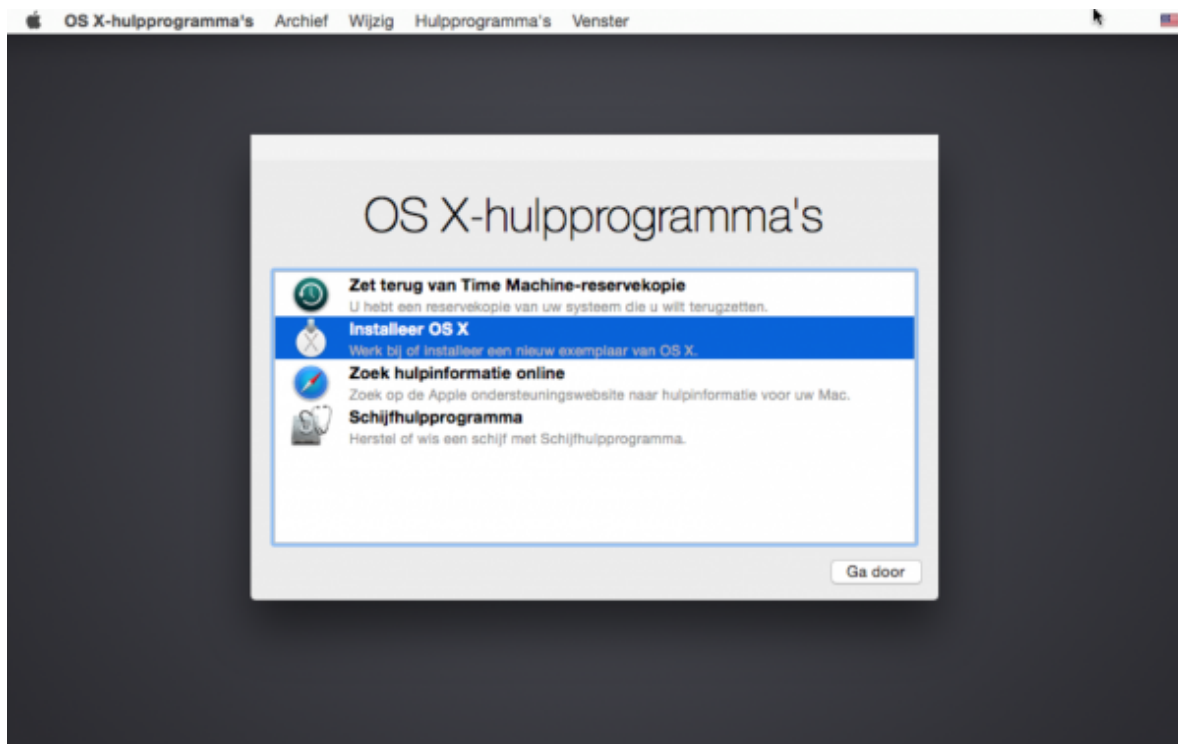 OS X-hulpprogramma's Archief Wijzig Hulpprogramma's Venster
OS X-hulpprogramma's
Zet terug van Time Machine-reservekopie
U hebt een reservekopie van uw systeem die u wilt terugzetten.
Installeer OS X
Werk bij of installeer een nieuw exemplaar van OS X.
Zoek hulpinformatie online
Zoek op de Apple ondersteuningswebsite naar hulpinformatie voor uw Mac.
Schijfhulpprogramma
Herstel of wis een schijf met Schijfhulpprogramma.
Ga door